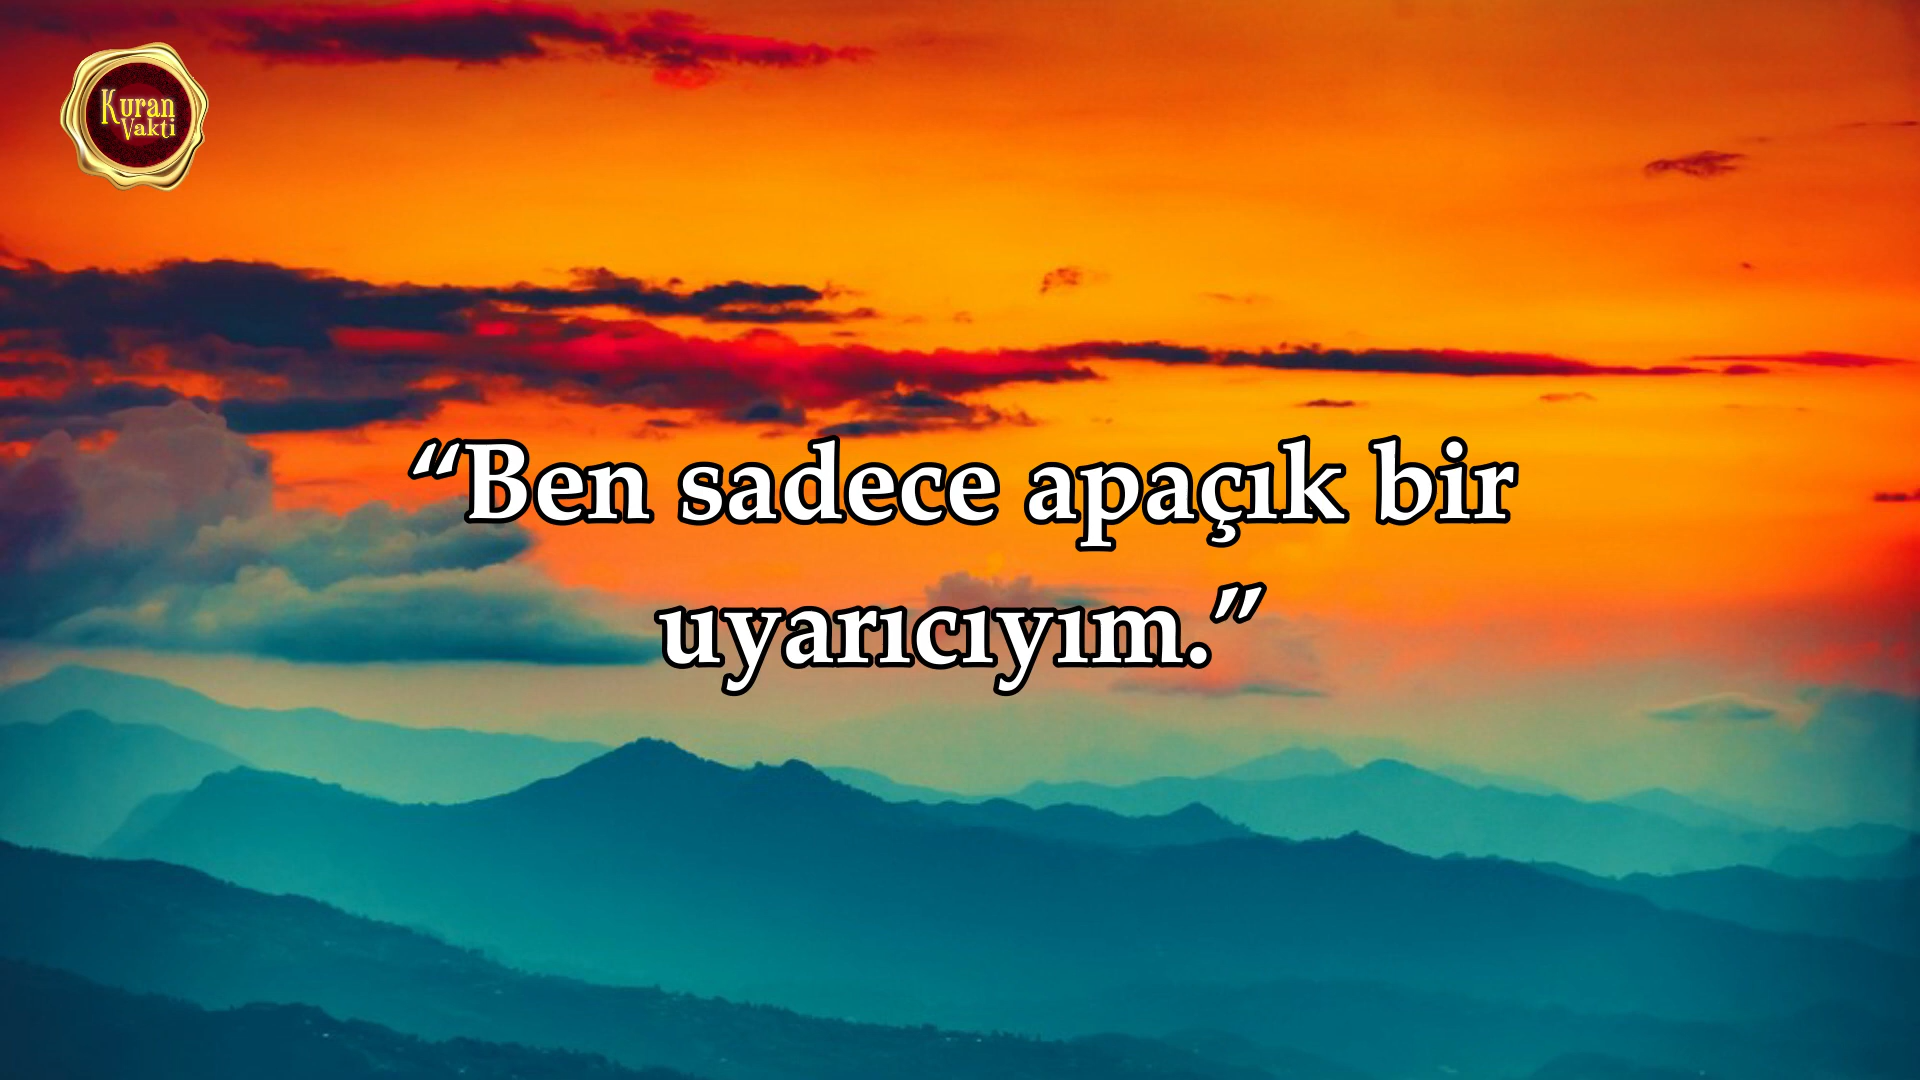 Kuran
Vakti
“Ben sadece apaçık bir
uyarıcıyım.”